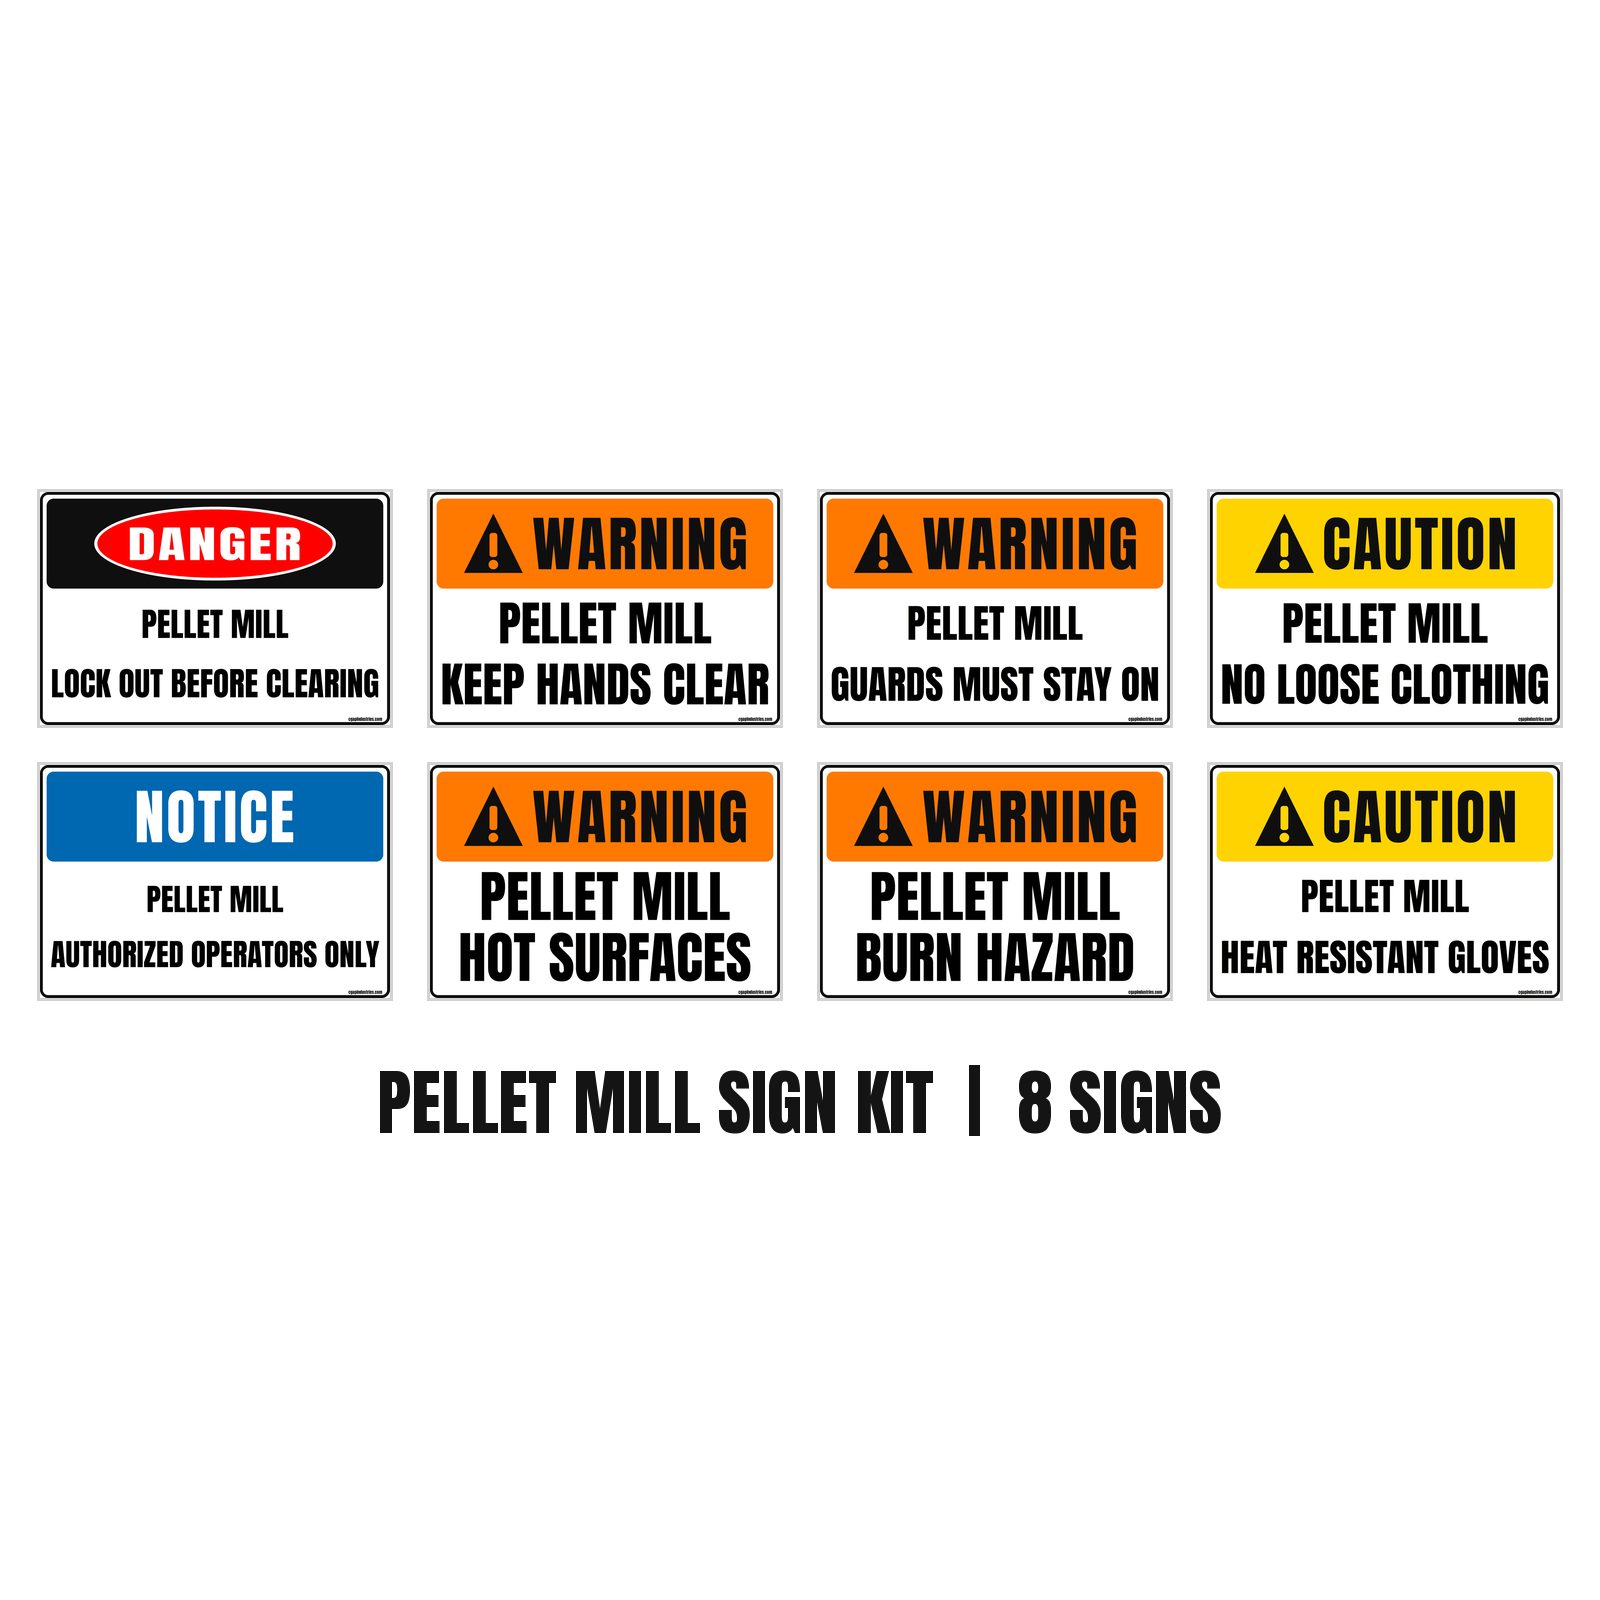 DANGER
PELLET MILL
LOCK OUT BEFORE CLEARING
WARNING
PELLET MILL
KEEP HANDS CLEAR
WARNING
PELLET MILL
GUARDS MUST STAY ON
CAUTION
PELLET MILL
NO LOOSE CLOTHING
NOTICE
PELLET MILL
AUTHORIZED OPERATORS ONLY
WARNING
PELLET MILL
HOT SURFACES
WARNING
PELLET MILL
BURN HAZARD
CAUTION
PELLET MILL
HEAT RESISTANT GLOVES
PELLET MILL SIGN KIT | 8 SIGNS